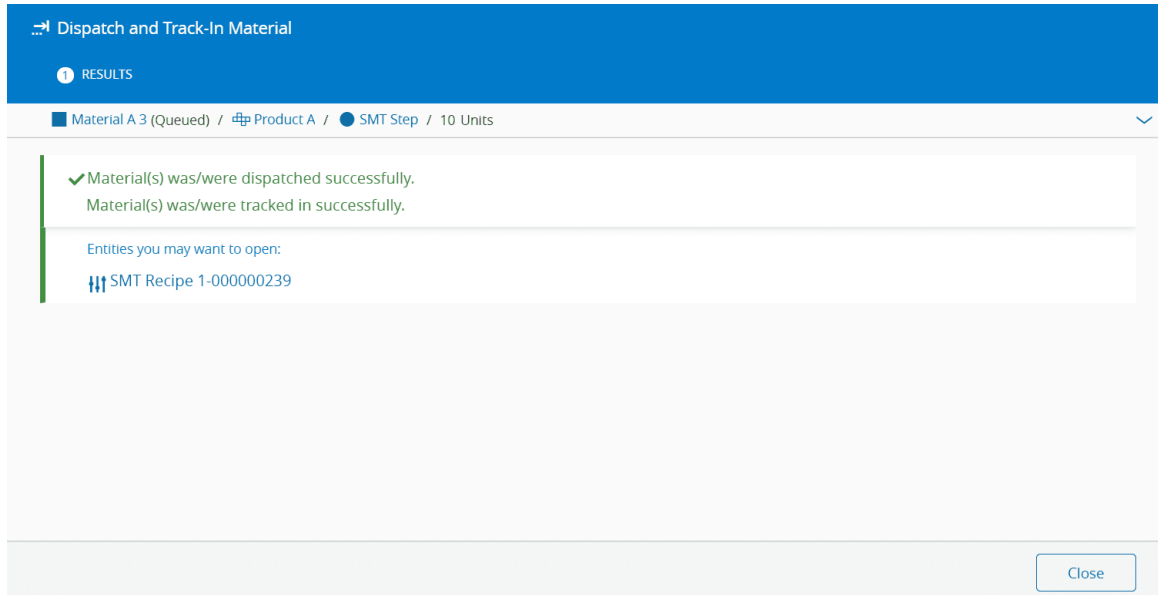 Dispatch and Track-In Material
1 RESULTS
Material A 3 (Queued) / Product A / SMT Step / 10 Units
Material(s) was/were dispatched successfully.
Material(s) was/were tracked in successfully.
Entities you may want to open:
SMT Recipe 1-000000239
Close